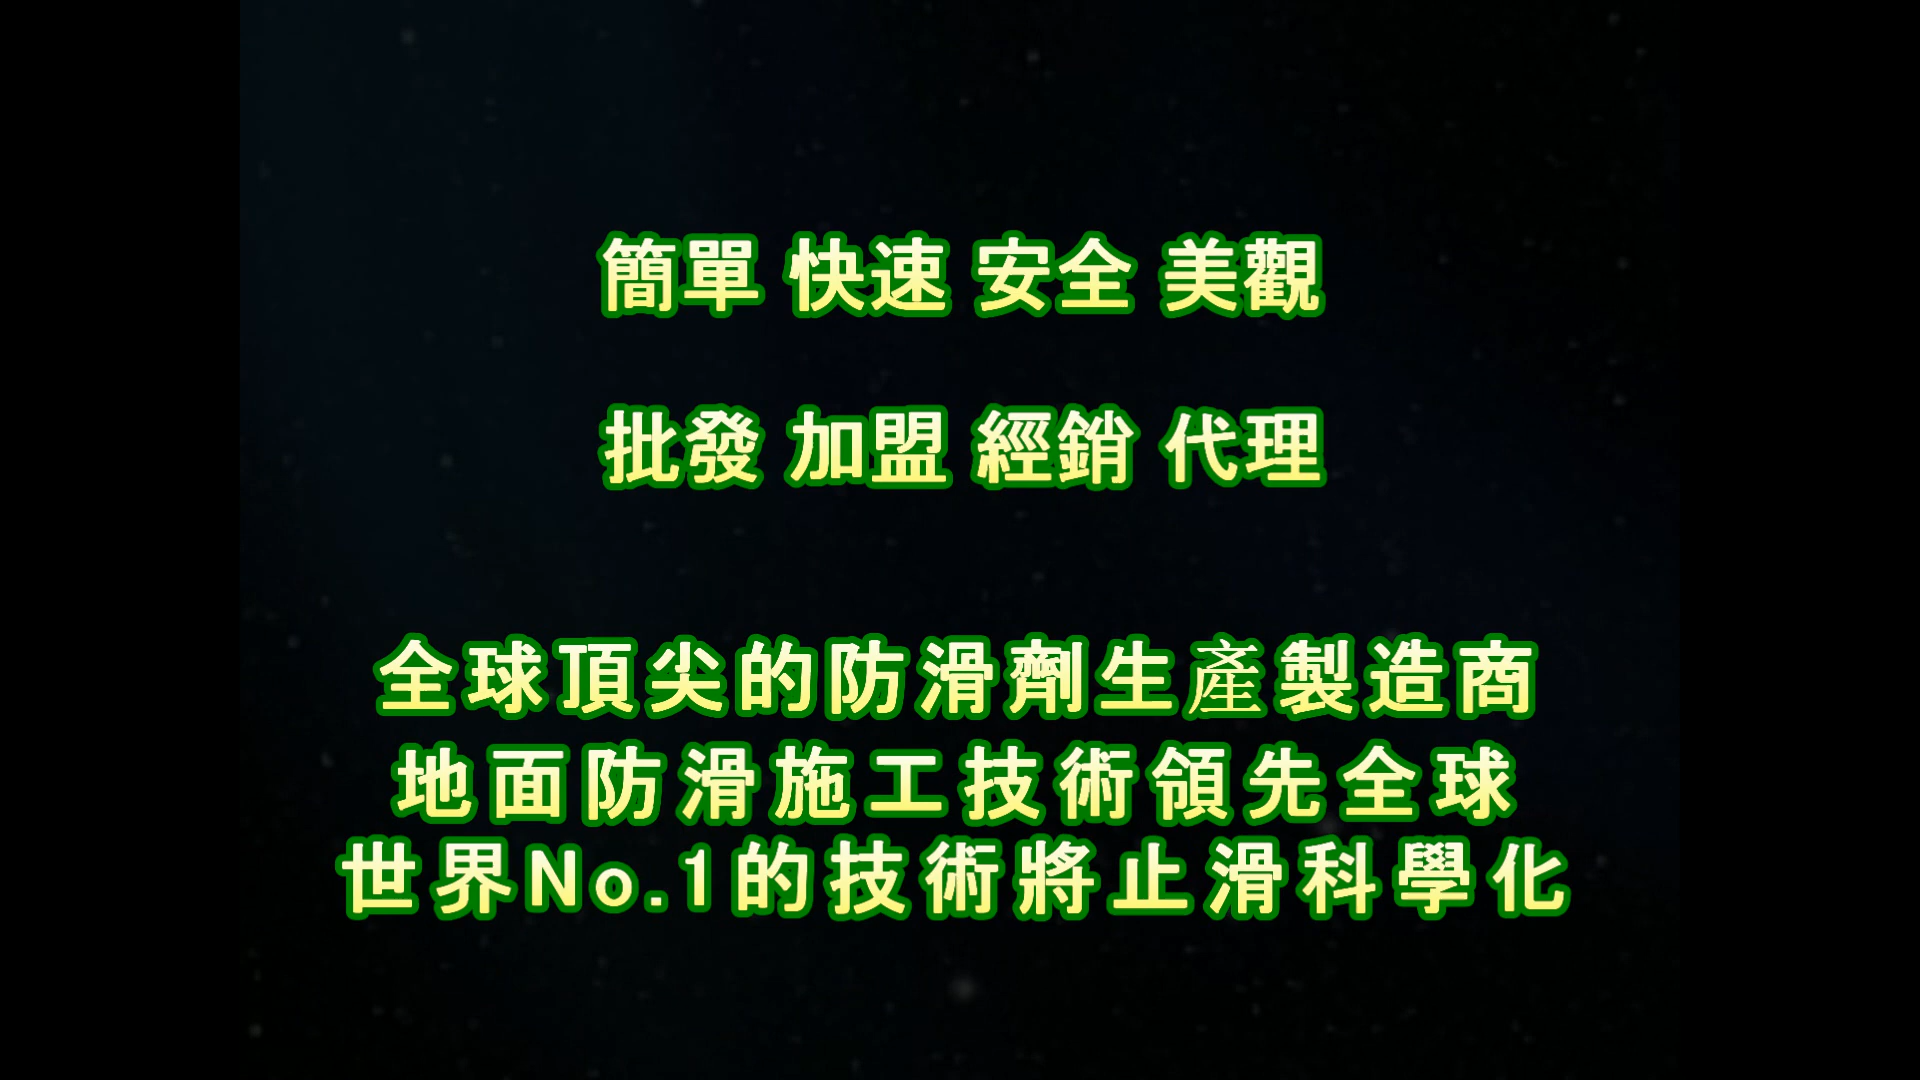 簡單 快速 安全 美觀
批發 加盟 經銷 代理
全球頂尖的防滑劑生產製造商
地面防滑施工技術領先全球
世界No.1的技術將止滑科學化